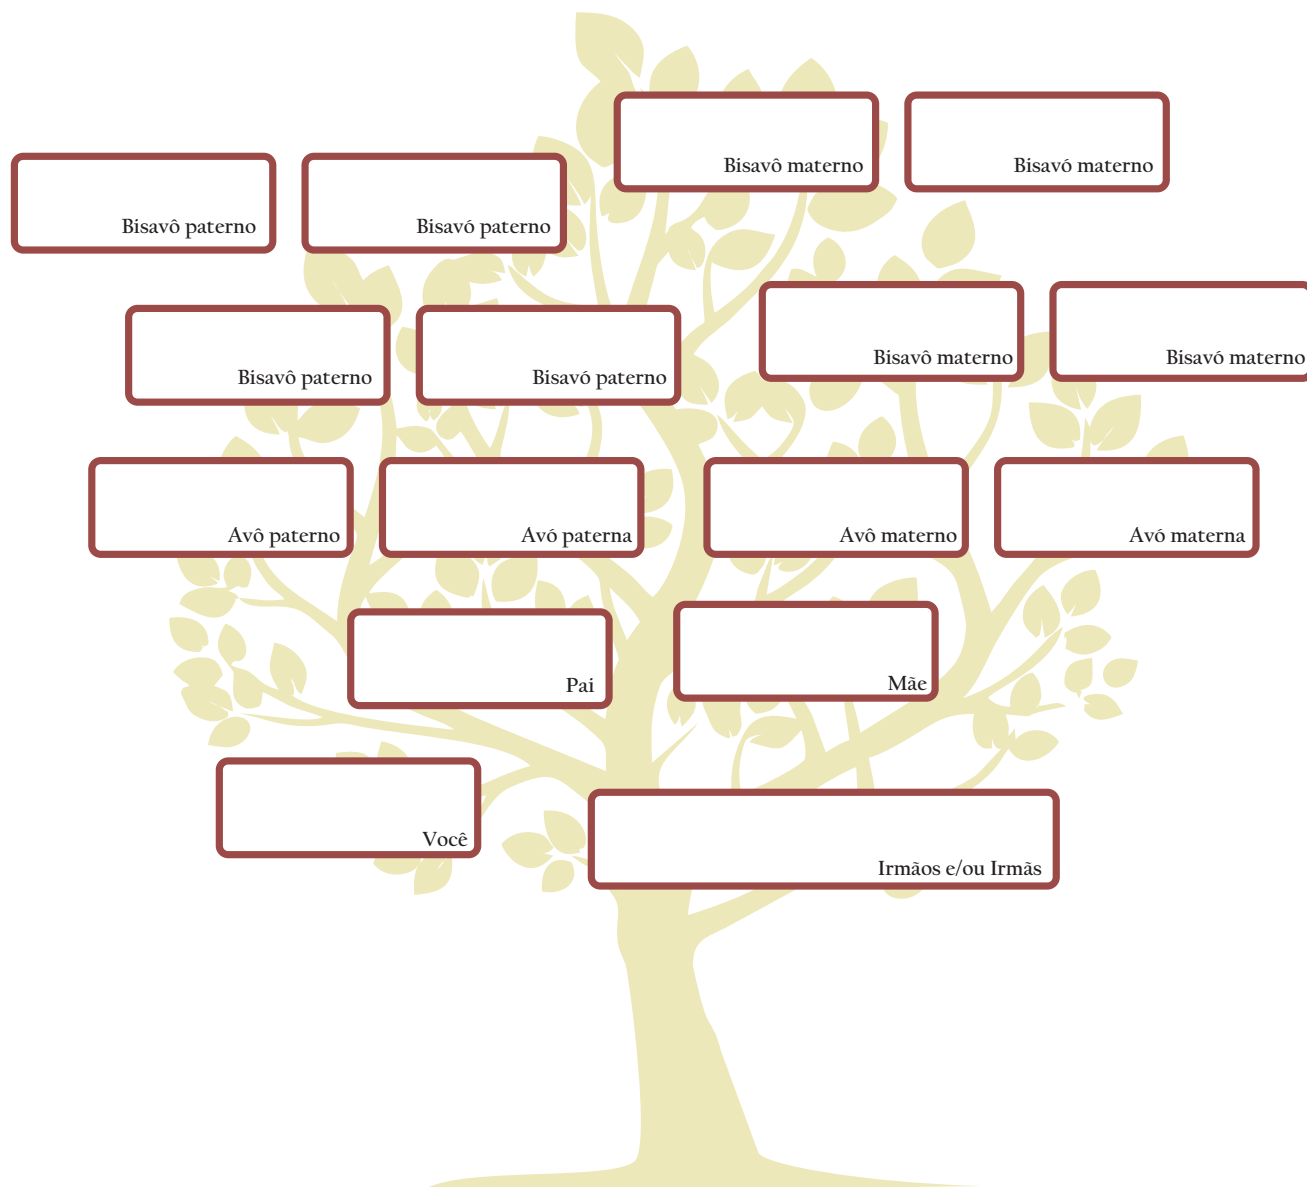 Bisavô materno
Bisavó materno
Bisavô paterno
Bisavó paterno
Bisavô materno
Bisavó materno
Bisavô paterno
Bisavó paterno
Avô paterno
Avó paterna
Avô materno
Avó materna
Pai
Mãe
Você
Irmãos e/ou Irmãs